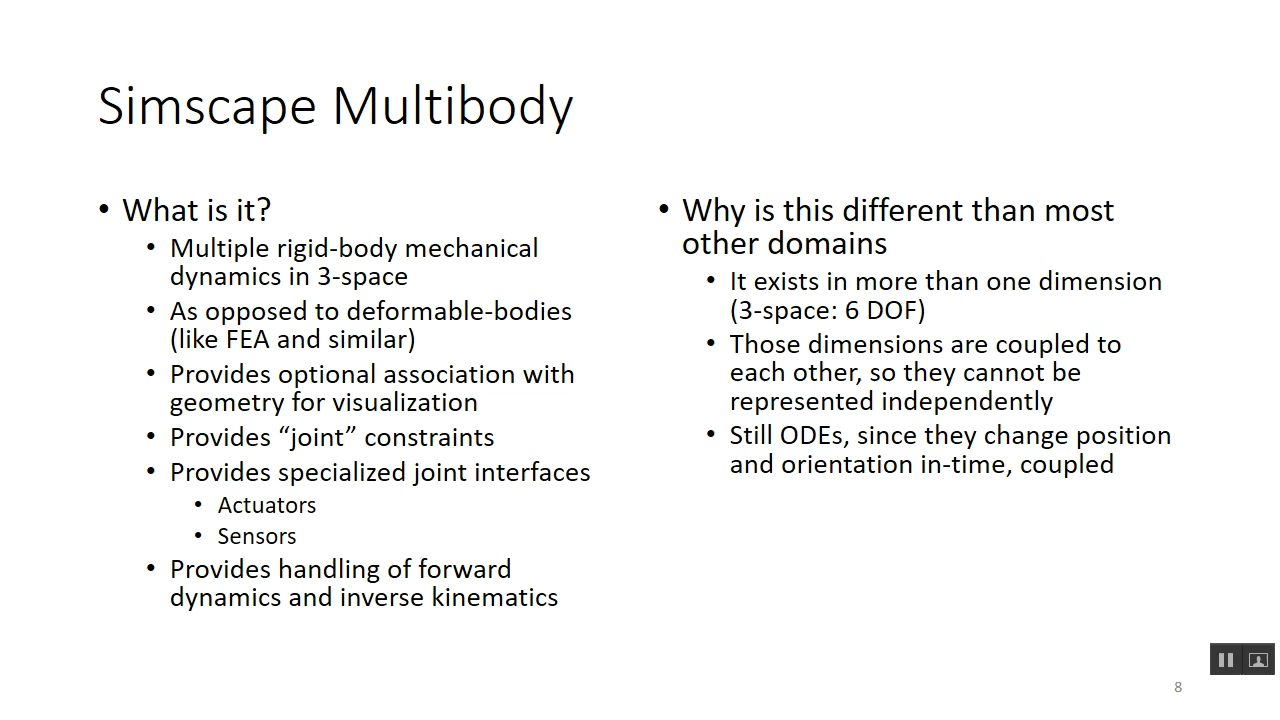 Simscape Multibody
• What is it?
• Multiple rigid-body mechanical
dynamics in 3-space
• As opposed to deformable-bodies
(like FEA and similar)
• Provides optional association with
geometry for visualization
• Provides “joint” constraints
• Provides specialized joint interfaces
• Actuators
• Sensors
• Provides handling of forward
dynamics and inverse kinematics
• Why is this different than most
other domains
• It exists in more than one dimension
(3-space: 6 DOF)
• Those dimensions are coupled to
each other, so they cannot be
represented independently
• Still ODEs, since they change position
and orientation in-time, coupled
8